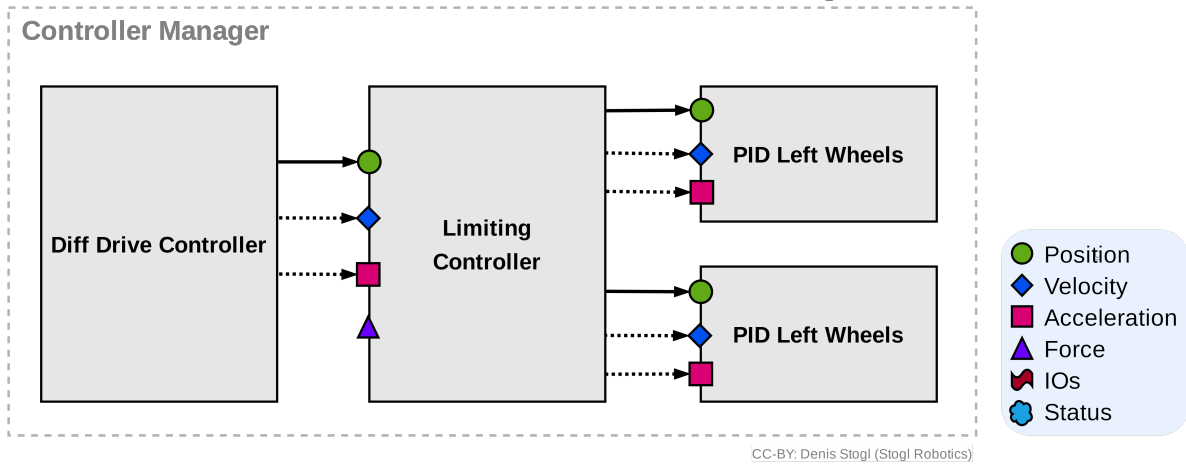 Controller Manager
Diff Drive Controller
Limiting
Controller
PID Left Wheels
PID Left Wheels
Position
Velocity
Acceleration
Force
IOs
Status
CC-BY: Denis Stogl (Stogl Robotics)